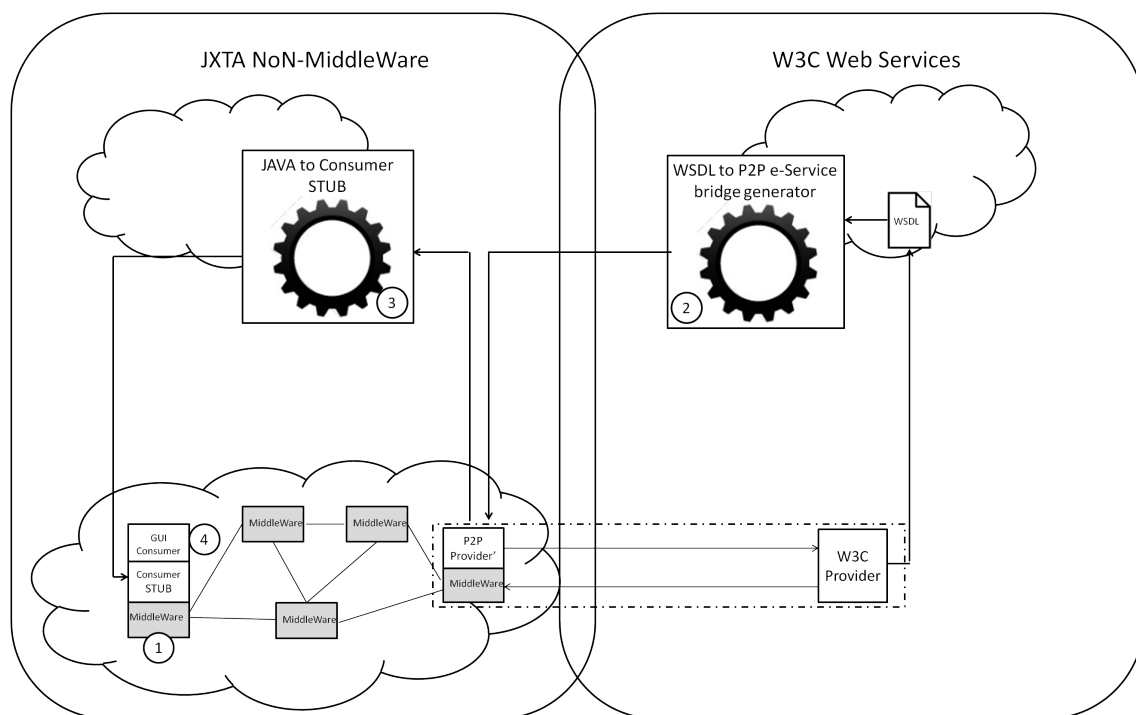 JXTA NoN-MiddleWare
W3C Web Services
JAVA to Consumer
STUB
3
WSDL to P2P e-Service
bridge generator
2
WSDL
GUI
Consumer
4
Consumer
STUB
MiddleWare
1
MiddleWare
MiddleWare
MiddleWare
P2P
Provider'
MiddleWare
W3C
Provider